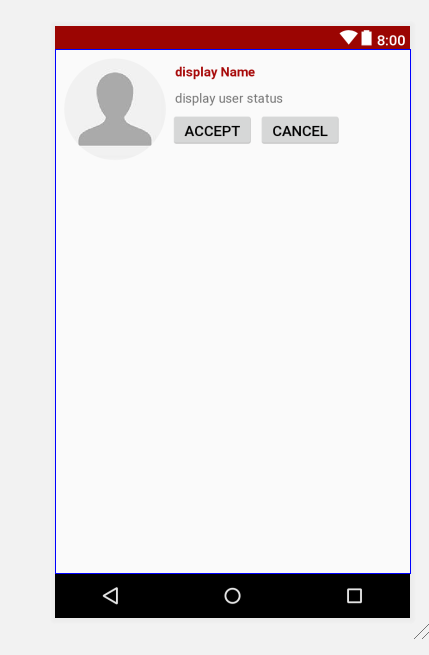 8:00
display Name
display user status
ACCEPT CANCEL